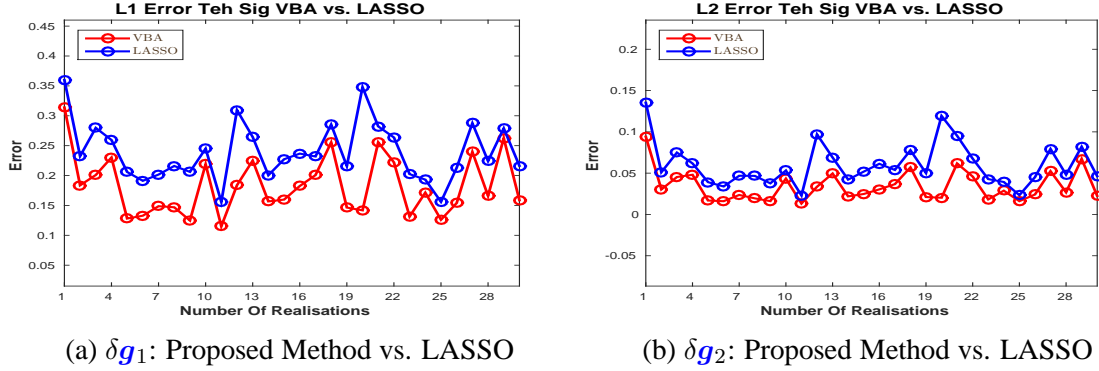 L1 Error Teh Sig VBA vs. LASSO
0.45
0.4
0.35
0.3
0.25
0.2
0.15
0.1
0.05
Error
VBA
LASSO
1 4 7 10 13 16 19 22 25 28
Number Of Realisations
(a) δg₁: Proposed Method vs. LASSO
L2 Error Teh Sig VBA vs. LASSO
0.2
0.15
0.1
0.05
0
-0.05
Error
VBA
LASSO
1 4 7 10 13 16 19 22 25 28
Number Of Realisations
(b) δg₂: Proposed Method vs. LASSO